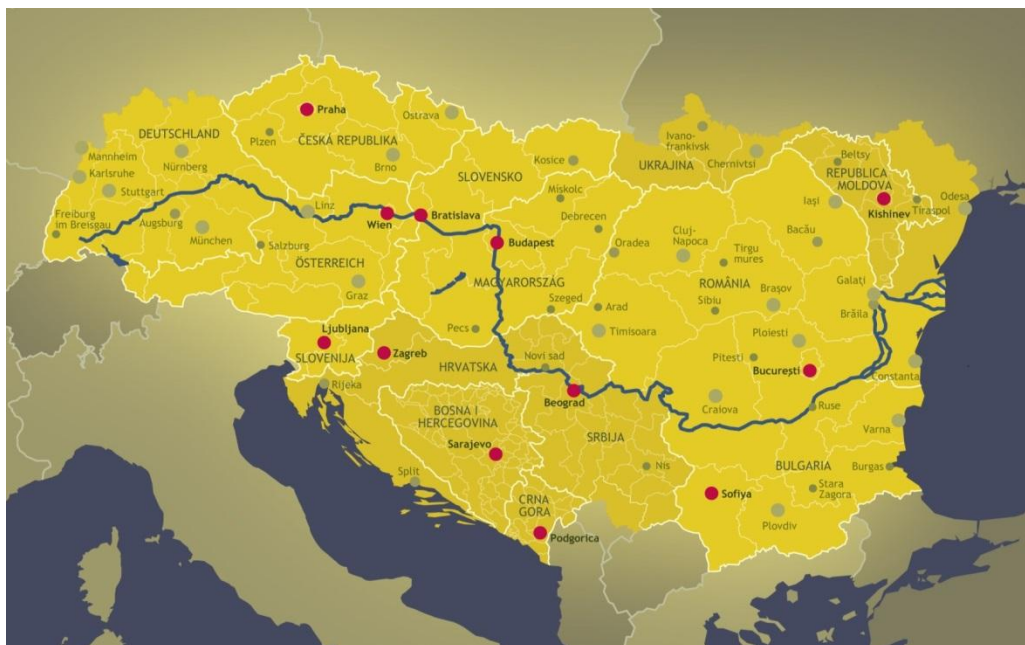 Praha
Ostrava
DEUTSCHLAND
Plzen
ČESKÁ REPUBLIKA
Mannheim
Nürnberg
Brno
Karlsruhe
Stuttgart
Freiburg
im Breisgau
Augsburg
München
Linz
Salzburg
Wien
Bratislava
ÖSTERREICH
Graz
SLOVENSKO
Kosice
Miskolc
Debrecen
Budapest
MAGYARORSZÁG
Szeged
Pecs
Ivano-
frankivsk
UKRAJINA
Chernivtsi
Beltsy
REPUBLICA
MOLDOVA
Kishinev
Tiraspol
Odesa
Iaşi
Bacău
Oradea
Cluj-
Napoca
Tirgu
mures
ROMÂNIA
Arad
Sibiu
Braşov
Timisoara
Galaţi
Brăila
Ploiesti
Pitesti
Bucureşti
Craiova
Constanta
Ljubljana
SLOVENIJA
Zagreb
HRVATSKA
Rijeka
Novi sad
Beograd
BOSNA I
HERCEGOVINA
Sarajevo
SRBIJA
Nis
Split
CRNA
GORA
Podgorica
Ruse
Varna
BULGARIA
Burgas
Sofiya
Stara
Zagora
Plovdiv